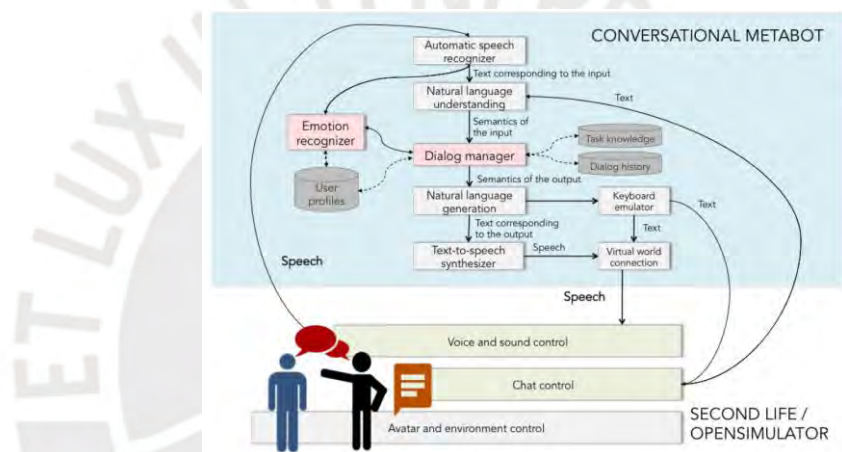 CONVERSATIONAL METABOT
Automatic speech
recognizer
Text corresponding to the input
Natural language
understanding
Text
Semantics of
the input
Emotion
recognizer
Task knowledge
Dialog manager
Dialog history
Semantics of the output
User
profiles
Natural language
generation
Keyboard
emulator
Text
Text corresponding
to the output
Text
Speech
Text-to-speech
synthesizer
Speech
Virtual world
connection
Speech
Voice and sound control
Chat control
SECOND LIFE /
OPENSIMULATOR
Avatar and environment control
ET LUX IN